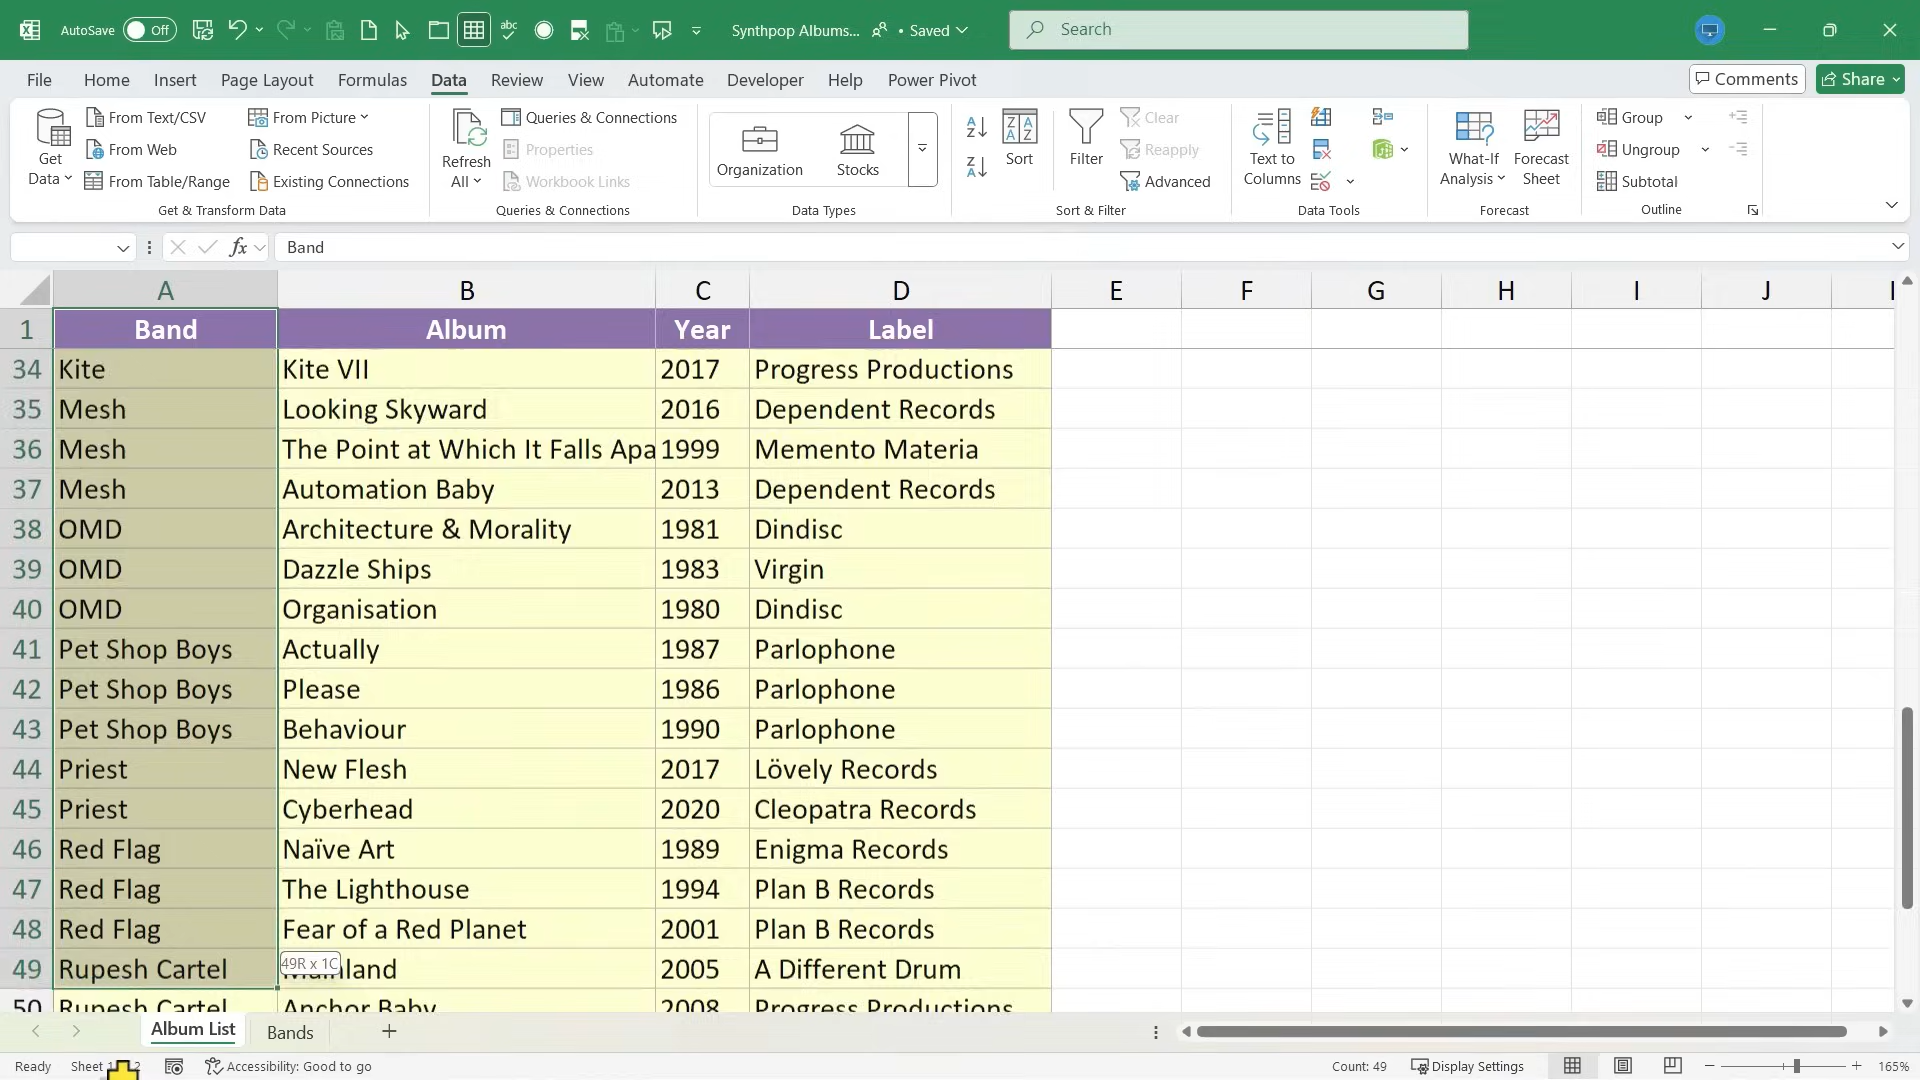 AutoSave Off abc Synthpop Albums... • Saved Search
File Home Insert Page Layout Formulas Data Review View Automate Developer Help Power Pivot Comments Share
Get Data
From Text/CSV
From Web
From Table/Range
From Picture
Recent Sources
Existing Connections
Get & Transform Data
Refresh All
Queries & Connections
Properties
Workbook Links
Queries & Connections
Organization Stocks
Data Types
Sort
Filter
Clear
Reapply
Advanced
Sort & Filter
Text to Columns
Data Tools
What-If Analysis
Forecast Sheet
Forecast
Group
Ungroup
Subtotal
Outline
fx Band
A B C D E F G H I J
1 Band Album Year Label
34 Kite Kite VII 2017 Progress Productions
35 Mesh Looking Skyward 2016 Dependent Records
36 Mesh The Point at Which It Falls Apa 1999 Memento Materia
37 Mesh Automation Baby 2013 Dependent Records
38 OMD Architecture & Morality 1981 Dindisc
39 OMD Dazzle Ships 1983 Virgin
40 OMD Organisation 1980 Dindisc
41 Pet Shop Boys Actually 1987 Parlophone
42 Pet Shop Boys Please 1986 Parlophone
43 Pet Shop Boys Behaviour 1990 Parlophone
44 Priest New Flesh 2017 Lövely Records
45 Priest Cyberhead 2020 Cleopatra Records
46 Red Flag Naïve Art 1989 Enigma Records
47 Red Flag The Lighthouse 1994 Plan B Records
48 Red Flag Fear of a Red Planet 2001 Plan B Records
49 Rupesh Cartel 49R x 1C 2005 A Different Drum
50 Rupesh Cartel Anchor Baby 2008 Progress Productions
Album List Bands
Ready Sheet Accessibility: Good to go Count: 49 Display Settings 165%